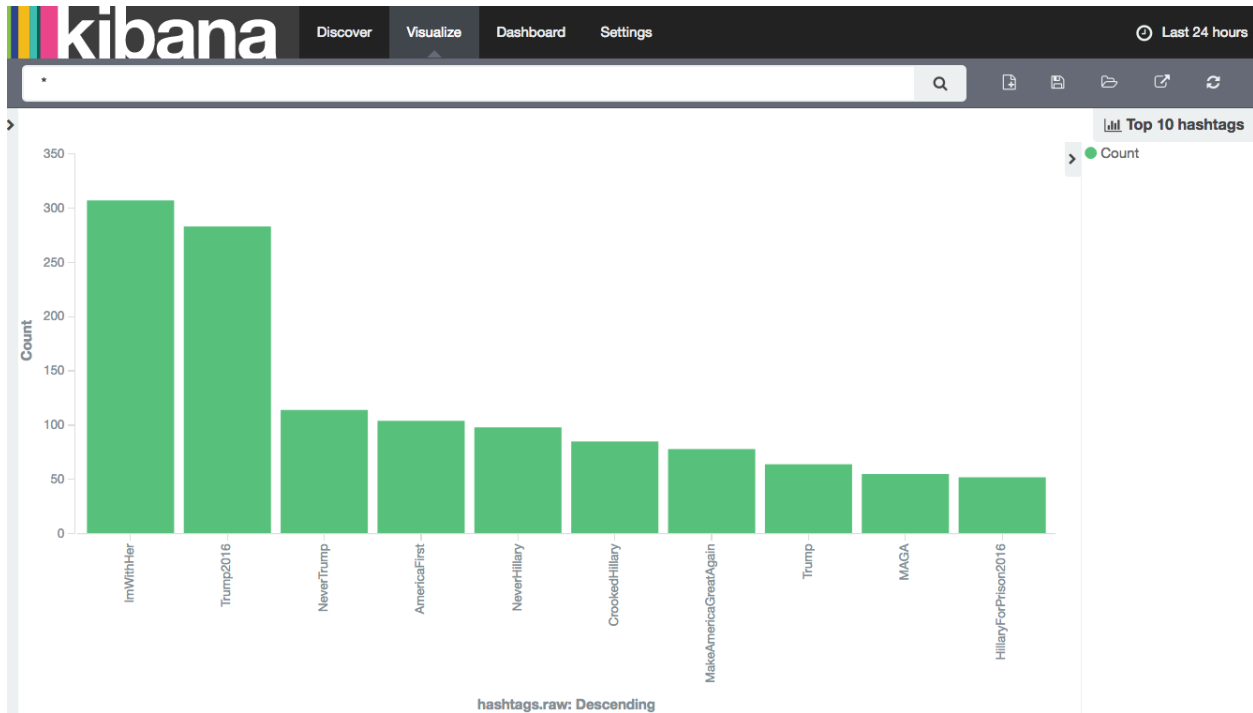 kibana Discover Visualize Dashboard Settings Last 24 hours
*
Top 10 hashtags
Count
350
300
250
200
150
100
50
0
Count
ImWithHer
Trump2016
NeverTrump
AmericaFirst
NeverHillary
CrookedHillary
MakeAmericaGreatAgain
Trump
MAGA
HillaryForPrison2016
hashtags.raw: Descending